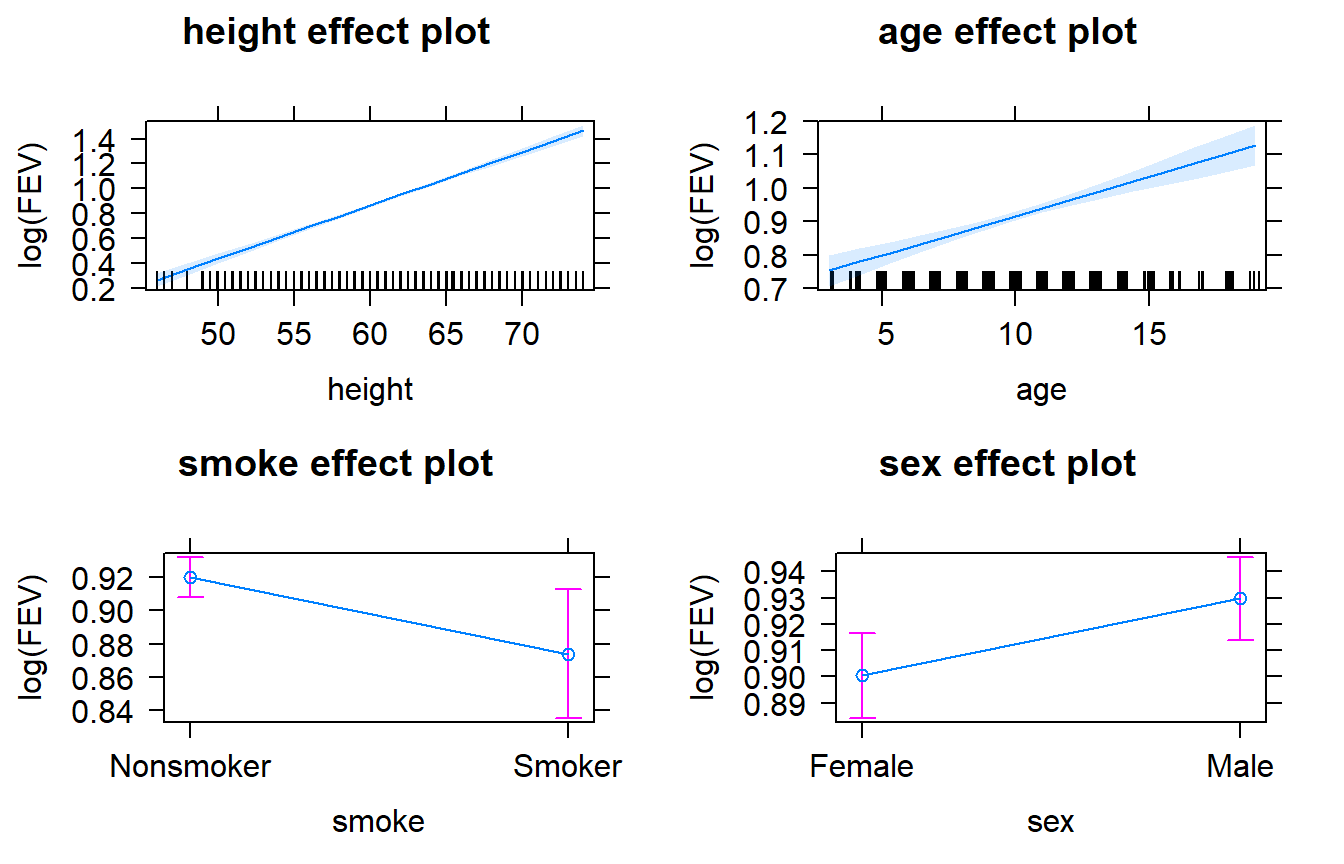 height effect plot
log(FEV)
1.4
1.2
1.0
0.8
0.6
0.4
0.2
50 55 60 65 70
height
age effect plot
log(FEV)
1.2
1.1
1.0
0.9
0.8
0.7
5 10 15
age
smoke effect plot
log(FEV)
0.92
0.90
0.88
0.86
0.84
Nonsmoker Smoker
smoke
sex effect plot
log(FEV)
0.94
0.93
0.92
0.91
0.90
0.89
Female Male
sex